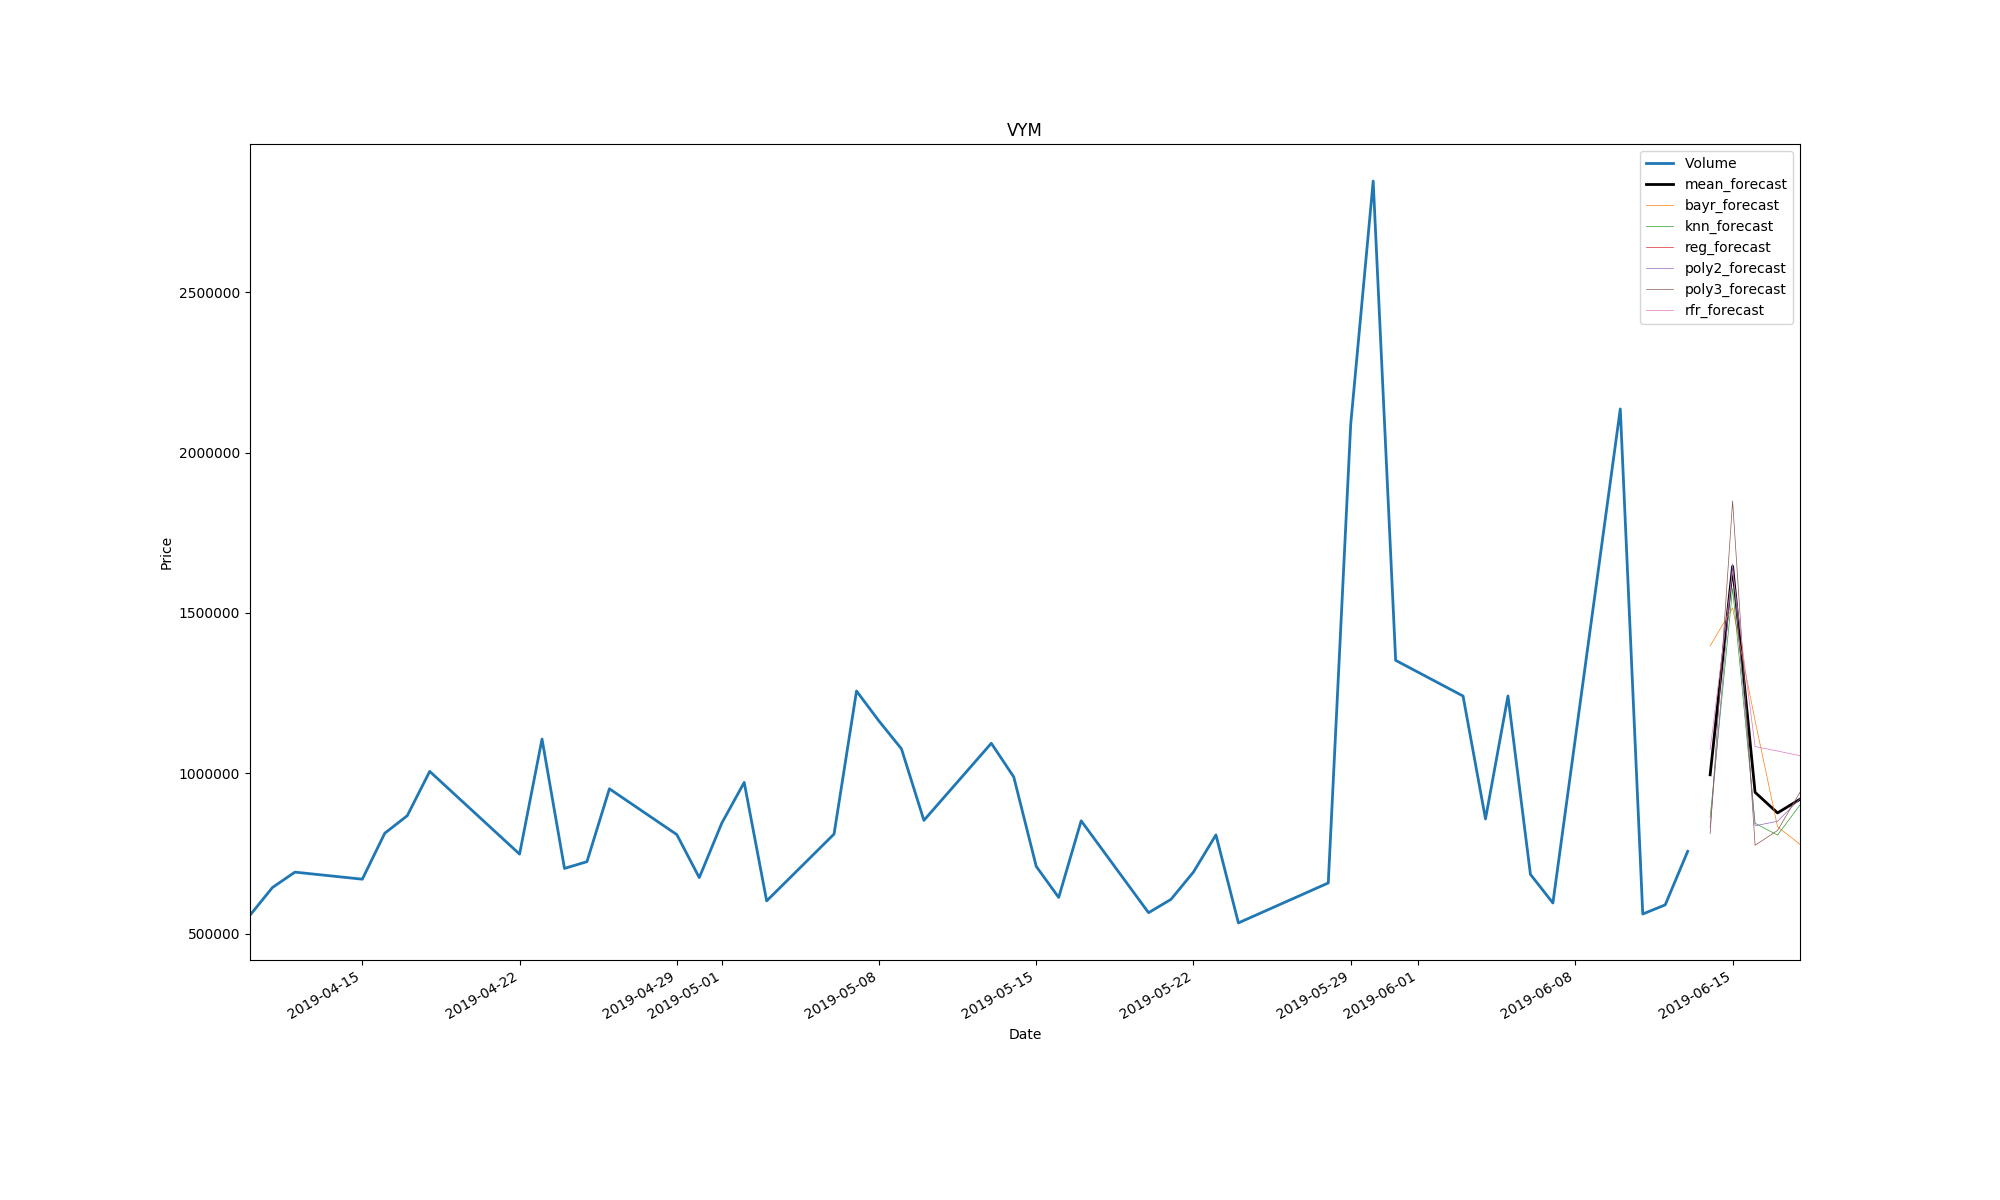 VYM
Volume
mean_forecast
bayr_forecast
knn_forecast
reg_forecast
poly2_forecast
poly3_forecast
rfr_forecast
2500000
2000000
1500000
1000000
500000
Price
2019-04-15
2019-04-22
2019-04-29
2019-05-01
2019-05-08
2019-05-15
2019-05-22
2019-05-29
2019-06-01
2019-06-08
2019-06-15
Date